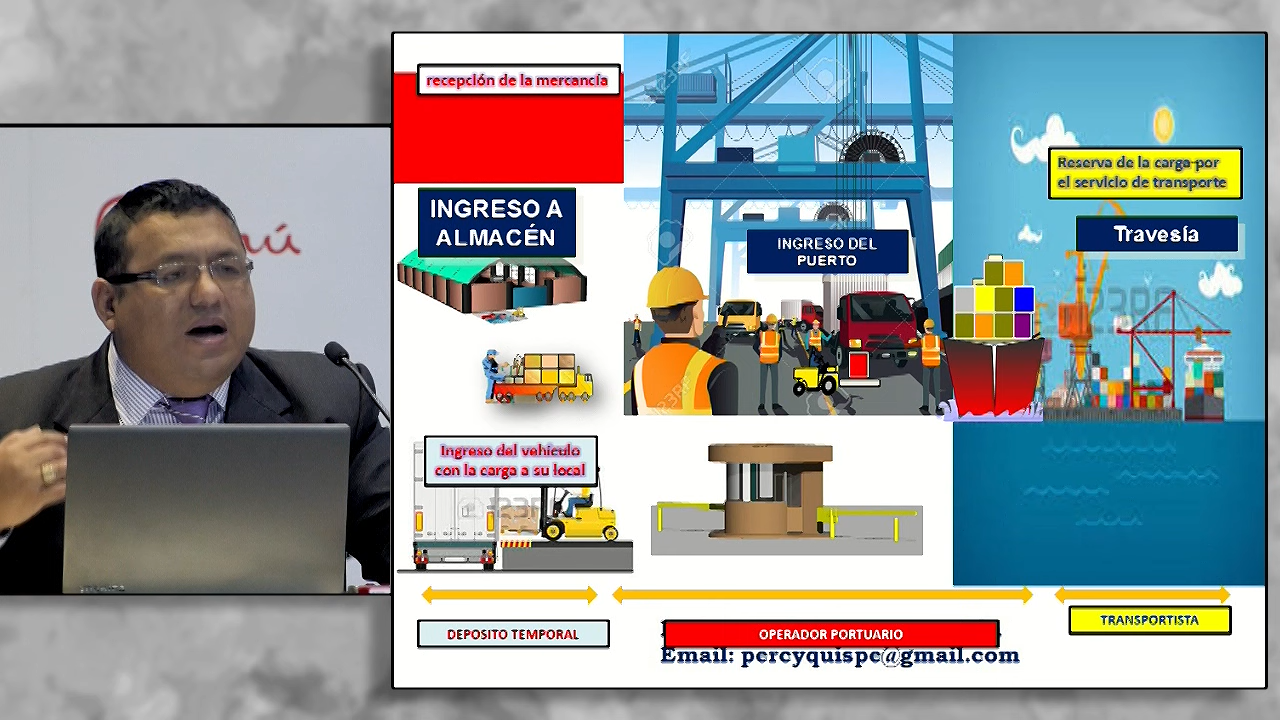 recepción de la mercancía
INGRESO A
ALMACÉN
Ingreso del vehículo
con la carga a su local
INGRESO DEL
PUERTO
Reserva de la carga por
el servicio de transporte
Travesía
DEPOSITO TEMPORAL
OPERADOR PORTUARIO
TRANSPORTISTA
Email: percyquispe@gmail.com